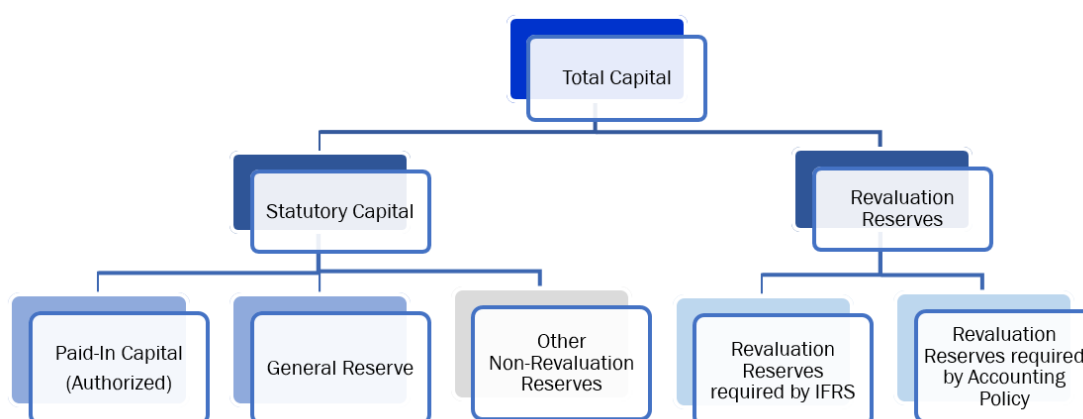 Total Capital
Statutory Capital
Revaluation
Reserves
Paid-In Capital
(Authorized)
General Reserve
Other
Non-Revaluation
Reserves
Revaluation
Reserves
required by IFRS
Revaluation
Reserves required
by Accounting
Policy